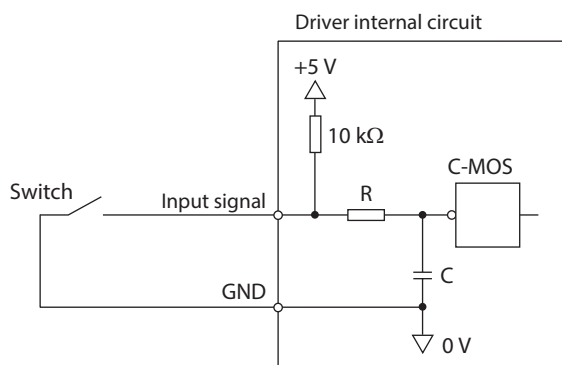 Driver internal circuit
+5 V
10 kΩ
C-MOS
Switch
Input signal
R
GND
C
0 V